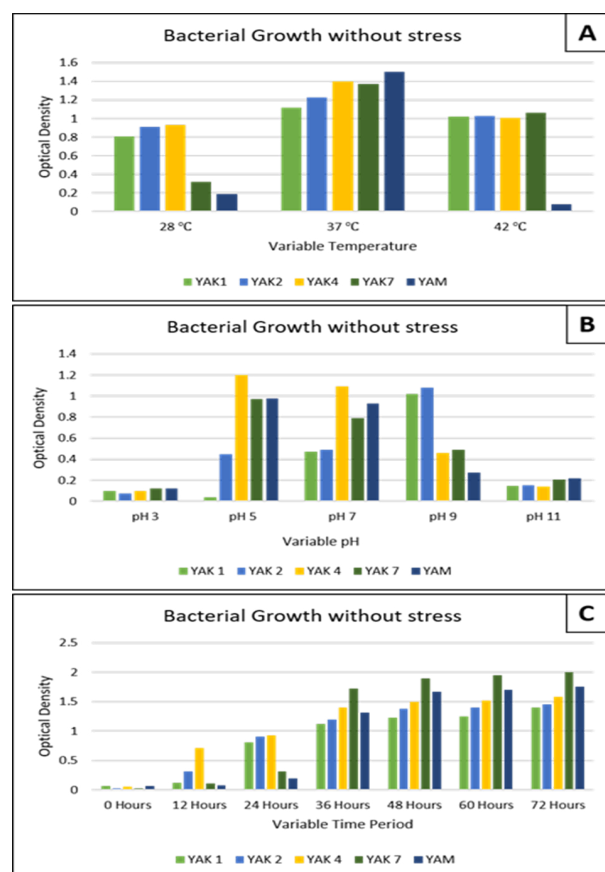 Bacterial Growth without stress
A
1.6
1.4
1.2
1
0.8
0.6
0.4
0.2
0
Optical Density
28 °C 37 °C 42 °C
Variable Temperature
YAK1 YAK2 YAK4 YAK7 YAM
Bacterial Growth without stress
B
1.4
1.2
1
0.8
0.6
0.4
0.2
0
Optical Density
pH 3 pH 5 pH 7 pH 9 pH 11
Variable pH
YAK 1 YAK 2 YAK 4 YAK 7 YAM
Bacterial Growth without stress
C
2.5
2
1.5
1
0.5
0
Optical Density
0 Hours 12 Hours 24 Hours 36 Hours 48 Hours 60 Hours 72 Hours
Variable Time Period
YAK 1 YAK 2 YAK 4 YAK 7 YAM